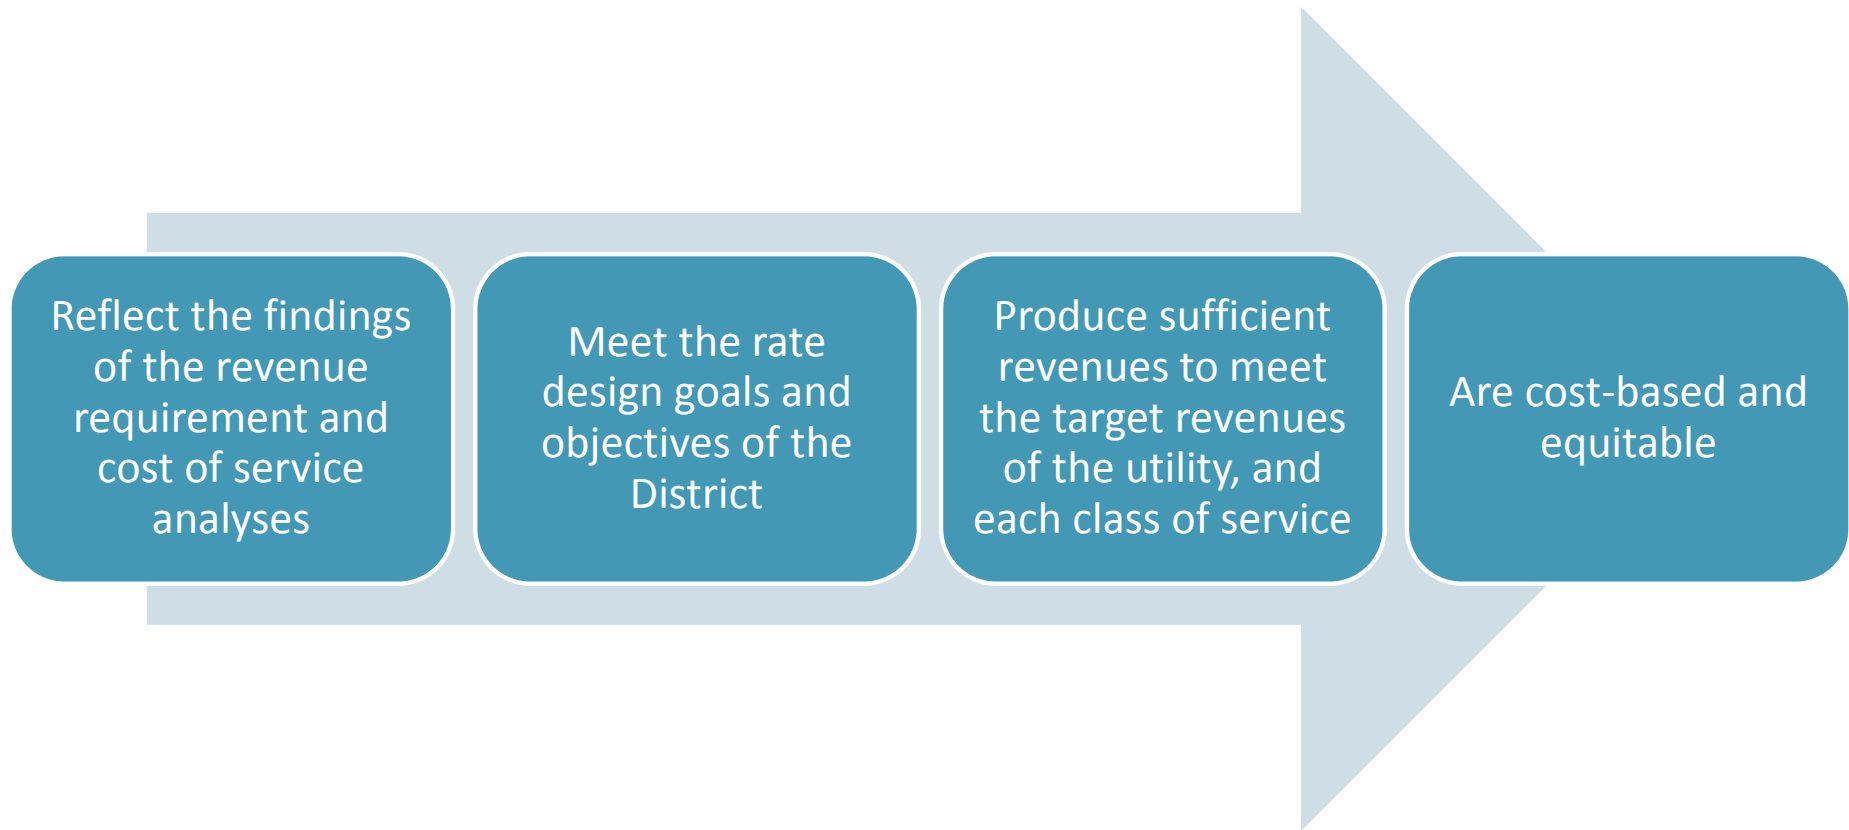 Reflect the findings
of the revenue
requirement and
cost of service
analyses
Meet the rate
design goals and
objectives of the
District
Produce sufficient
revenues to meet
the target revenues
of the utility, and
each class of service
Are cost-based and
equitable